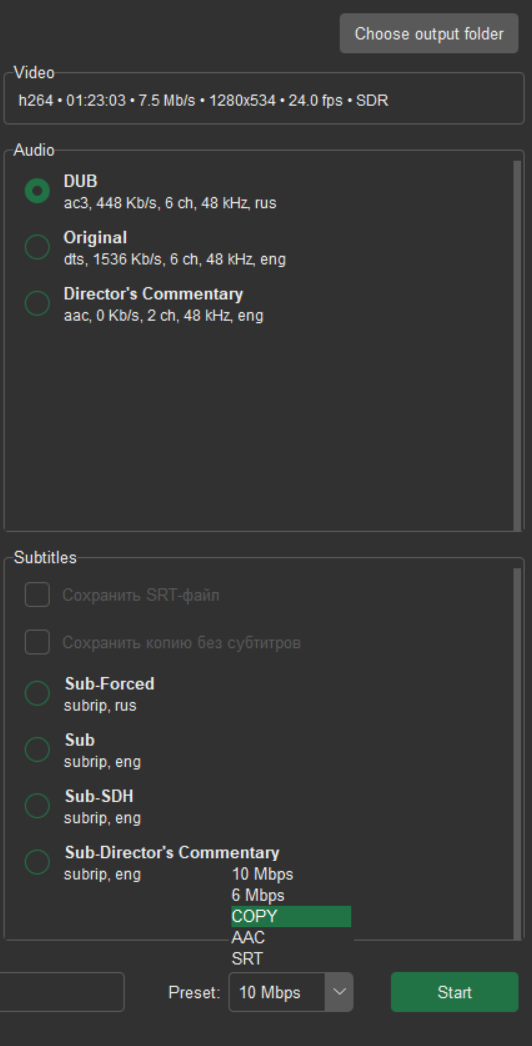 Choose output folder
Video
h264 • 01:23:03 • 7.5 Mb/s • 1280x534 • 24.0 fps • SDR
Audio
DUB
ac3, 448 Kb/s, 6 ch, 48 kHz, rus
Original
dts, 1536 Kb/s, 6 ch, 48 kHz, eng
Director's Commentary
aac, 0 Kb/s, 2 ch, 48 kHz, eng
Subtitles
Сохранить SRT-файл
Сохранить копию без субтитров
Sub-Forced
subrip, rus
Sub
subrip, eng
Sub-SDH
subrip, eng
Sub-Director's Commentary
subrip, eng
10 Mbps
6 Mbps
COPY
AAC
SRT
Preset: 10 Mbps
Start